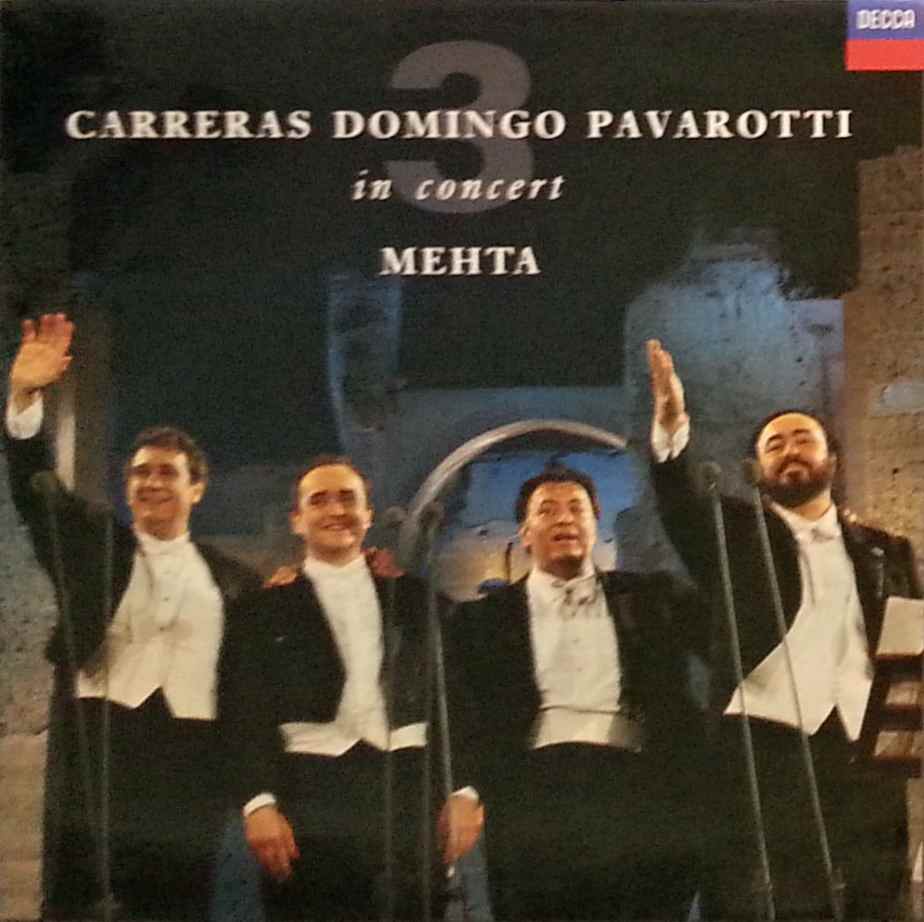 DECCA
3
CARRERAS DOMINGO PAVAROTTI
in concert
MEHTA